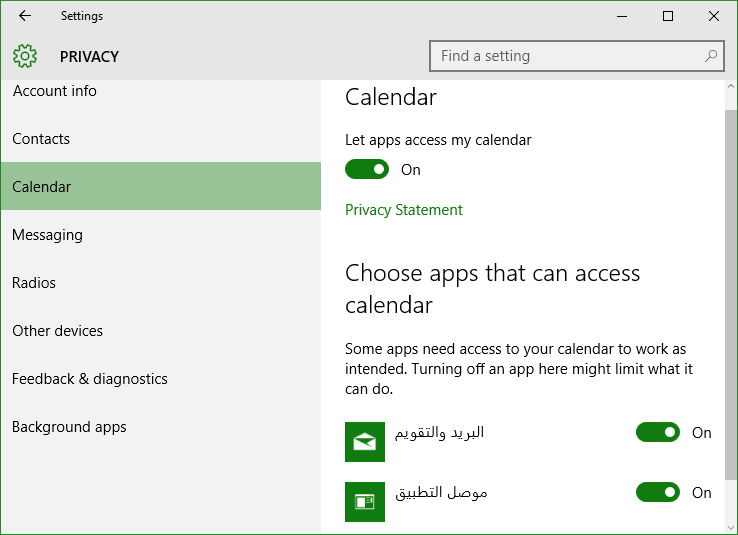 Settings
PRIVACY
Find a setting
Account info
Contacts
Calendar
Messaging
Radios
Other devices
Feedback & diagnostics
Background apps
Calendar
Let apps access my calendar
On
Privacy Statement
Choose apps that can access
calendar
Some apps need access to your calendar to work as
intended. Turning off an app here might limit what it
can do.
البريد والتقويم
On
موصل التطبيق
On